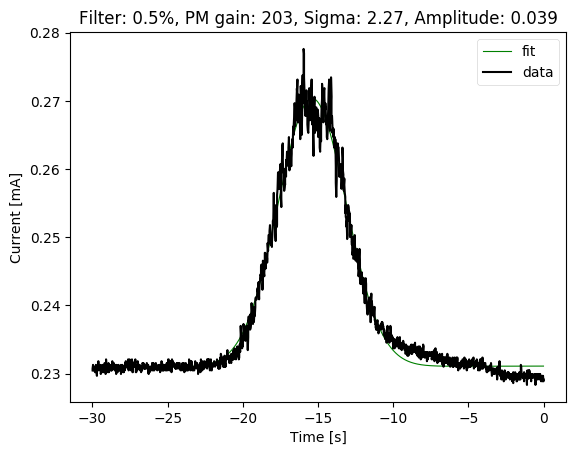 Filter: 0.5%, PM gain: 203, Sigma: 2.27, Amplitude: 0.039
0.28
0.27
0.26
0.25
0.24
0.23
Current [mA]
fit
data
−30
−25
−20
−15
−10
−5
0
Time [s]